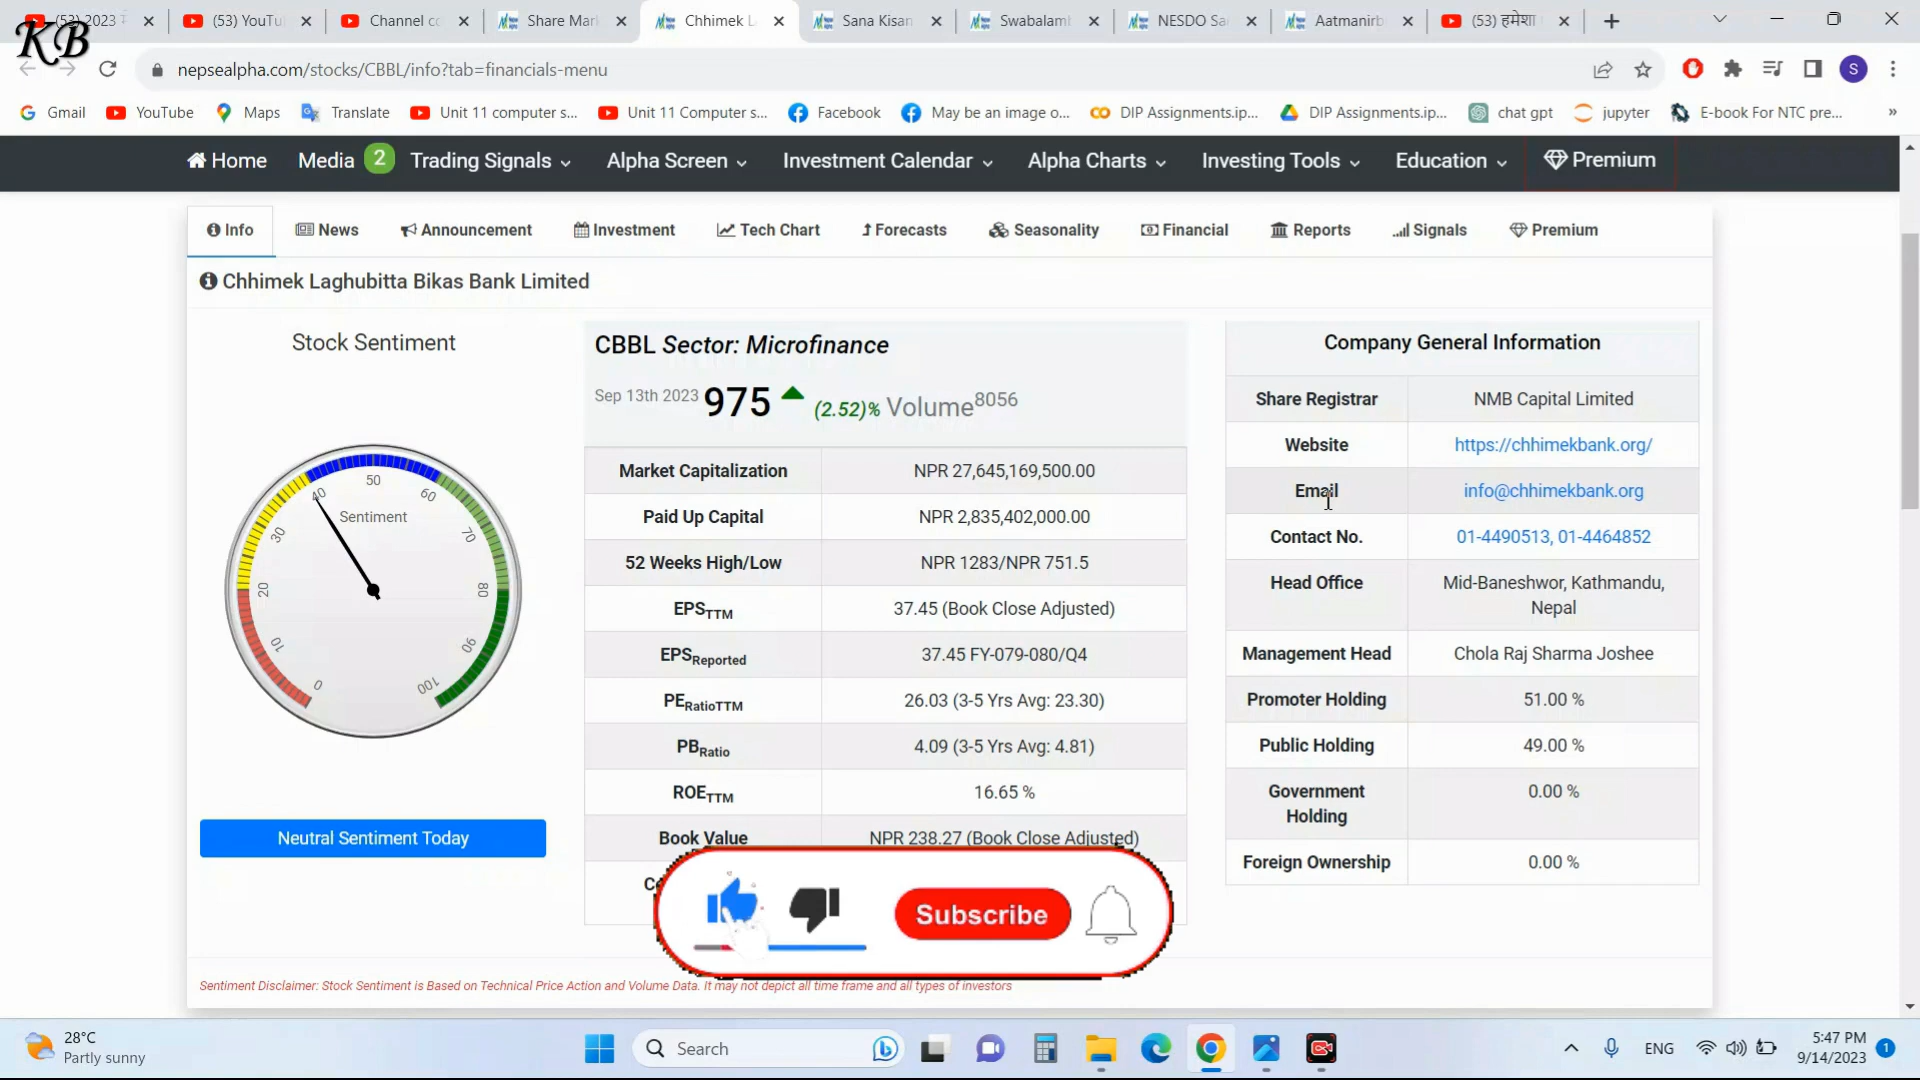 KB
(53) 2023
(53) YouTu
Channel co
Share Mar
Chhimek L
Sana Kisan
Swabalamb
NESDO Sa
Aatmanirb
(53) हमेशा
nepsealpha.com/stocks/CBBL/info?tab=financials-menu
S
Gmail
YouTube
Maps
Translate
Unit 11 computer s...
Unit 11 Computer s...
Facebook
May be an image o...
DIP Assignments.ip...
DIP Assignments.ip...
chat gpt
jupyter
E-book For NTC pre...
»
Home
Media 2
Trading Signals
Alpha Screen
Investment Calendar
Alpha Charts
Investing Tools
Education
Premium
Info
News
Announcement
Investment
Tech Chart
Forecasts
Seasonality
Financial
Reports
Signals
Premium
Chhimek Laghubitta Bikas Bank Limited
Stock Sentiment
0 10 20 30 40 50 60 70 80 90 100
Sentiment
Neutral Sentiment Today
CBBL Sector: Microfinance
Sep 13th 2023 975 (2.52)% Volume 8056
Market Capitalization NPR 27,645,169,500.00
Paid Up Capital NPR 2,835,402,000.00
52 Weeks High/Low NPR 1283/NPR 751.5
EPS TTM 37.45 (Book Close Adjusted)
EPS Reported 37.45 FY-079-080/Q4
PE RatioTTM 26.03 (3-5 Yrs Avg: 23.30)
PB Ratio 4.09 (3-5 Yrs Avg: 4.81)
ROE TTM 16.65 %
Book Value NPR 238.27 (Book Close Adjusted)
Subscribe
Company General Information
Share Registrar NMB Capital Limited
Website https://chhimekbank.org/
Email info@chhimekbank.org
Contact No. 01-4490513, 01-4464852
Head Office Mid-Baneshwor, Kathmandu,
Nepal
Management Head Chola Raj Sharma Joshee
Promoter Holding 51.00 %
Public Holding 49.00 %
Government 0.00 %
Holding
Foreign Ownership 0.00 %
Sentiment Disclaimer: Stock Sentiment is Based on Technical Price Action and Volume Data. It may not depict all time frame and all types of investors
28°C
Partly sunny
Search
ENG
5:47 PM
9/14/2023
1